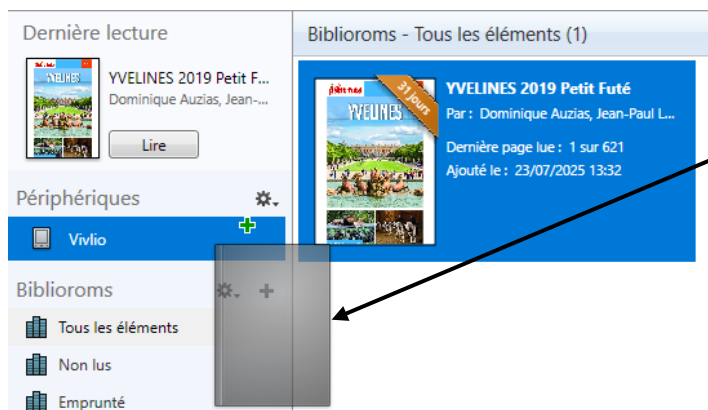 Dernière lecture
YVELINES 2019 Petit F...
Dominique Auzias, Jean-...
Lire
Périphériques
Vivlio
Biblioroms
Tous les éléments
Non lus
Emprunté
Biblioroms - Tous les éléments (1)
petit futé
YVELINES
31 jours
YVELINES 2019 Petit Futé
Par : Dominique Auzias, Jean-Paul L...
Dernière page lue : 1 sur 621
Ajouté le : 23/07/2025 13:32